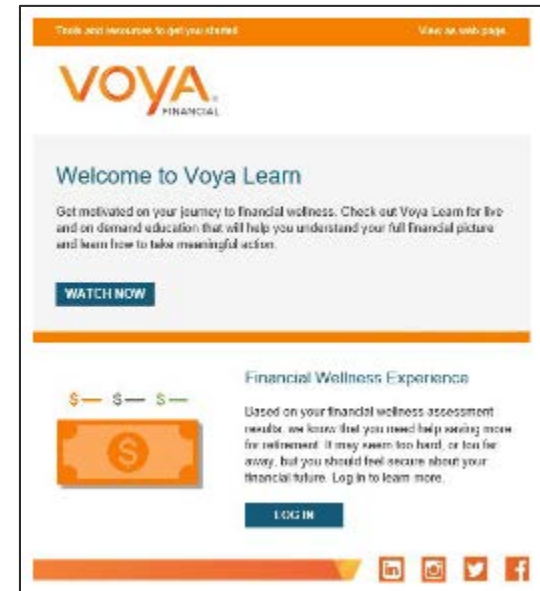 Tools and resources to get you started
View as web page
VOYA
FINANCIAL
Welcome to Voya Learn
Get motivated on your journey to financial wellness. Check out Voya Learn for live
and on demand education that will help you understand your full financial picture
and learn how to take meaningful action.
WATCH NOW
Financial Wellness Experience
$ $ $
$
Based on your financial wellness assessment
results, we know that you need help saving more
for retirement. It may seem too hard, or too far
away, but you should feel secure about your
financial future. Log in to learn more.
LOG IN
in
f